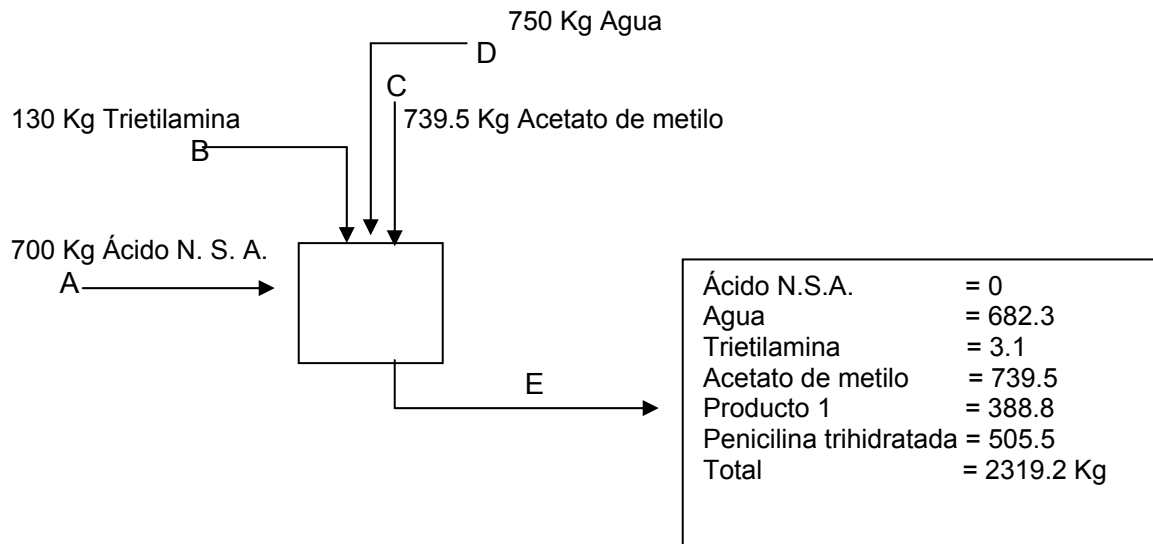 750 Kg Agua
D
C
130 Kg Trietilamina
739.5 Kg Acetato de metilo
B
700 Kg Ácido N. S. A.
A
E
Ácido N.S.A. = 0
Agua = 682.3
Trietilamina = 3.1
Acetato de metilo = 739.5
Producto 1 = 388.8
Penicilina trihidratada = 505.5
Total = 2319.2 Kg